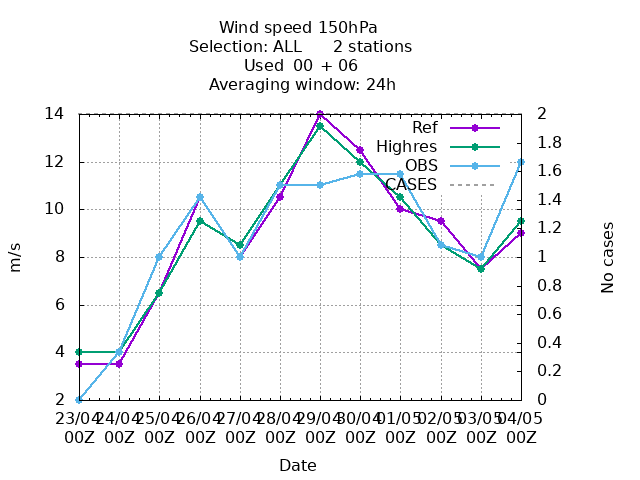 Wind speed 150hPa
Selection: ALL 2 stations
Used 00 + 06
Averaging window: 24h
14 2
Ref
1.8
Highres
12 1.6
OBS
CASES
1.4
10
1.2
8 1
0.8
6
0.6
4 0.4
0.2
2 0
m/s
No cases
23/04 24/04 25/04 26/04 27/04 28/04 29/04 30/04 01/05 02/05 03/05 04/05
00Z 00Z 00Z 00Z 00Z 00Z 00Z 00Z 00Z 00Z 00Z 00Z
Date